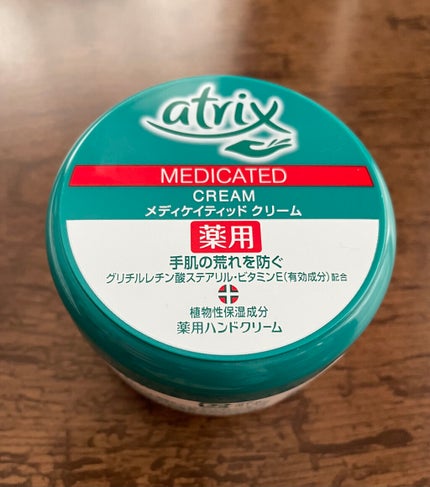 atrix
MEDICATED
CREAM
メディケイティッド クリーム
薬用
手肌の荒れを防ぐ
グリチルレチン酸ステアリル・ビタミンE(有効成分)配合
植物性保湿成分
薬用ハンドクリーム